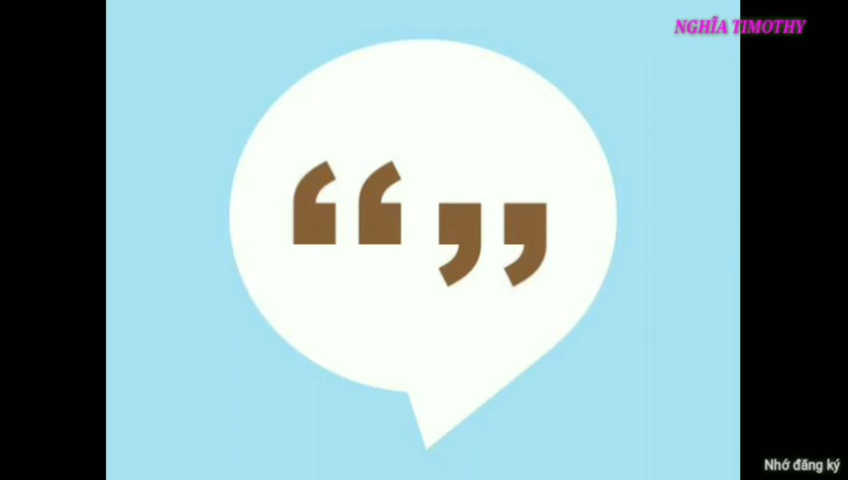 NGHĨA TIMOTHY
“ ”
Nhớ đăng ký